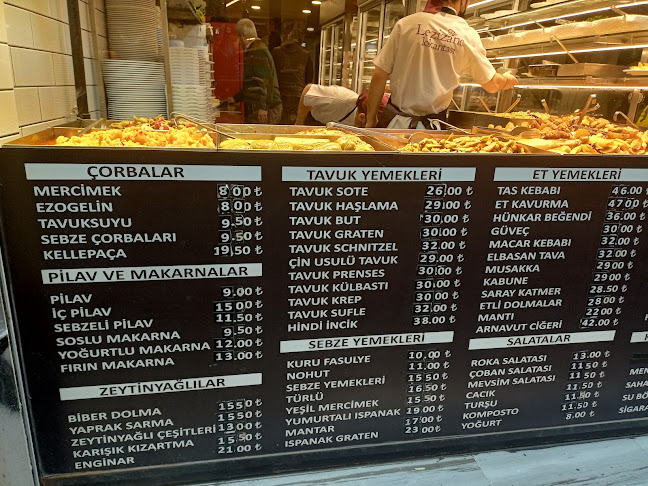 Lezizane
Lokantası
ÇORBALAR
MERCİMEK 8.00 ₺
EZOGELİN 8.00 ₺
TAVUKSUYU 9.50 ₺
SEBZE ÇORBALARI 9.50 ₺
KELLEPAÇA 19.50 ₺
PİLAV VE MAKARNALAR
PİLAV 9.00 ₺
İÇ PİLAV 15.00 ₺
SEBZELİ PİLAV 11.50 ₺
SOSLU MAKARNA 9.50 ₺
YOĞURTLU MAKARNA 12.00 ₺
FIRIN MAKARNA 13.00 ₺
ZEYTİNYAĞLILAR
BİBER DOLMA 15.50 ₺
YAPRAK SARMA 15.50 ₺
ZEYTİNYAĞLI ÇEŞİTLERİ 13.00 ₺
KARIŞIK KIZARTMA 15.50 ₺
ENGİNAR 21.00 ₺
TAVUK YEMEKLERİ
TAVUK SOTE 26.00 ₺
TAVUK HAŞLAMA 29.00 ₺
TAVUK BUT 30.00 ₺
TAVUK GRATEN 30.00 ₺
TAVUK SCHNITZEL 32.00 ₺
ÇİN USULÜ TAVUK 29.00 ₺
TAVUK PRENSES 30.00 ₺
TAVUK KÜLBASTI 30.00 ₺
TAVUK KREP 30.00 ₺
TAVUK SUFLE 32.00 ₺
HİNDİ İNCİK 38.00 ₺
SEBZE YEMEKLERİ
KURU FASULYE 10.00 ₺
NOHUT 11.00 ₺
SEBZE YEMEKLERİ 15.50 ₺
TÜRLÜ 16.50 ₺
YEŞİL MERCİMEK 15.50 ₺
YUMURTALI ISPANAK 19.00 ₺
MANTAR 17.00 ₺
ISPANAK GRATEN 23.00 ₺
ET YEMEKLERİ
TAS KEBABI 46.00 ₺
ET KAVURMA 47.00 ₺
HÜNKAR BEĞENDİ 36.00 ₺
GÜVEÇ 30.00 ₺
MACAR KEBABI 32.00 ₺
ELBASAN TAVA 32.00 ₺
MUSAKKA 29.00 ₺
KABUNE 29.00 ₺
SARAY KATMER 28.50 ₺
ETLİ DOLMALAR 28.00 ₺
MANTI 22.00 ₺
ARNAVUT CİĞERİ 42.00 ₺
SALATALAR
ROKA SALATASI 13.00 ₺
ÇOBAN SALATASI 11.50 ₺
MEVSİM SALATASI 11.50 ₺
CACIK 11.50 ₺
TURŞU 11.50 ₺
KOMPOSTO 11.50 ₺
YOĞURT 8.00 ₺
MEN
SAHA
SU BÖ
SİGARA